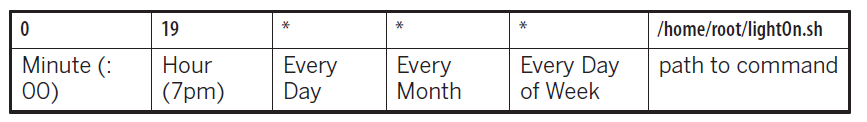 0 19 * * * /home/root/lightOn.sh
Minute (: Hour Every Every Every Day path to command
00) (7pm) Day Month of Week